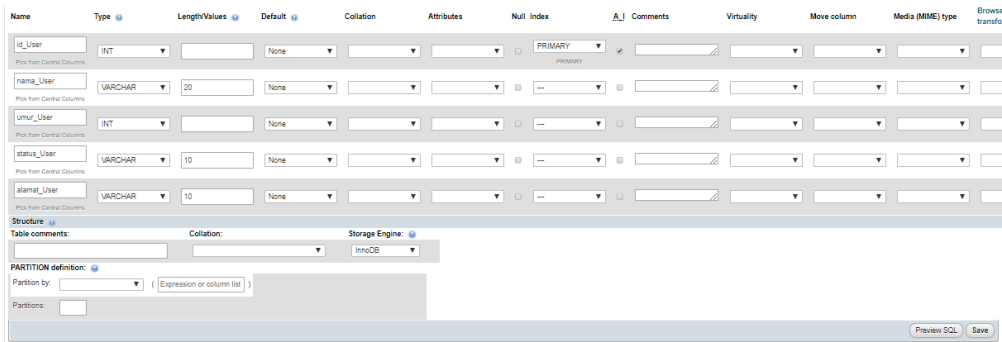 Name Type Length/Values Default Collation Attributes Null Index A_I Comments Virtuality Move column Media (MIME) type Browse
transfo
id_User INT None PRIMARY
Pick from Central Columns PRIMARY
nama_User VARCHAR 20 None ---
Pick from Central Columns
umur_User INT None ---
Pick from Central Columns
status_User VARCHAR 10 None ---
Pick from Central Columns
alamat_User VARCHAR 10 None ---
Pick from Central Columns
Structure
Table comments: Collation: Storage Engine:
InnoDB
PARTITION definition:
Partition by: ( Expression or column list )
Partitions:
Preview SQL Save